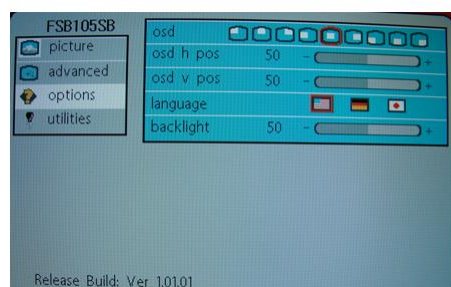 FSB105SB
picture
advanced
options
utilities
osd
osd h pos 50 - +
osd v pos 50 - +
language
backlight 50 - +
Release Build: Ver 1.01.01